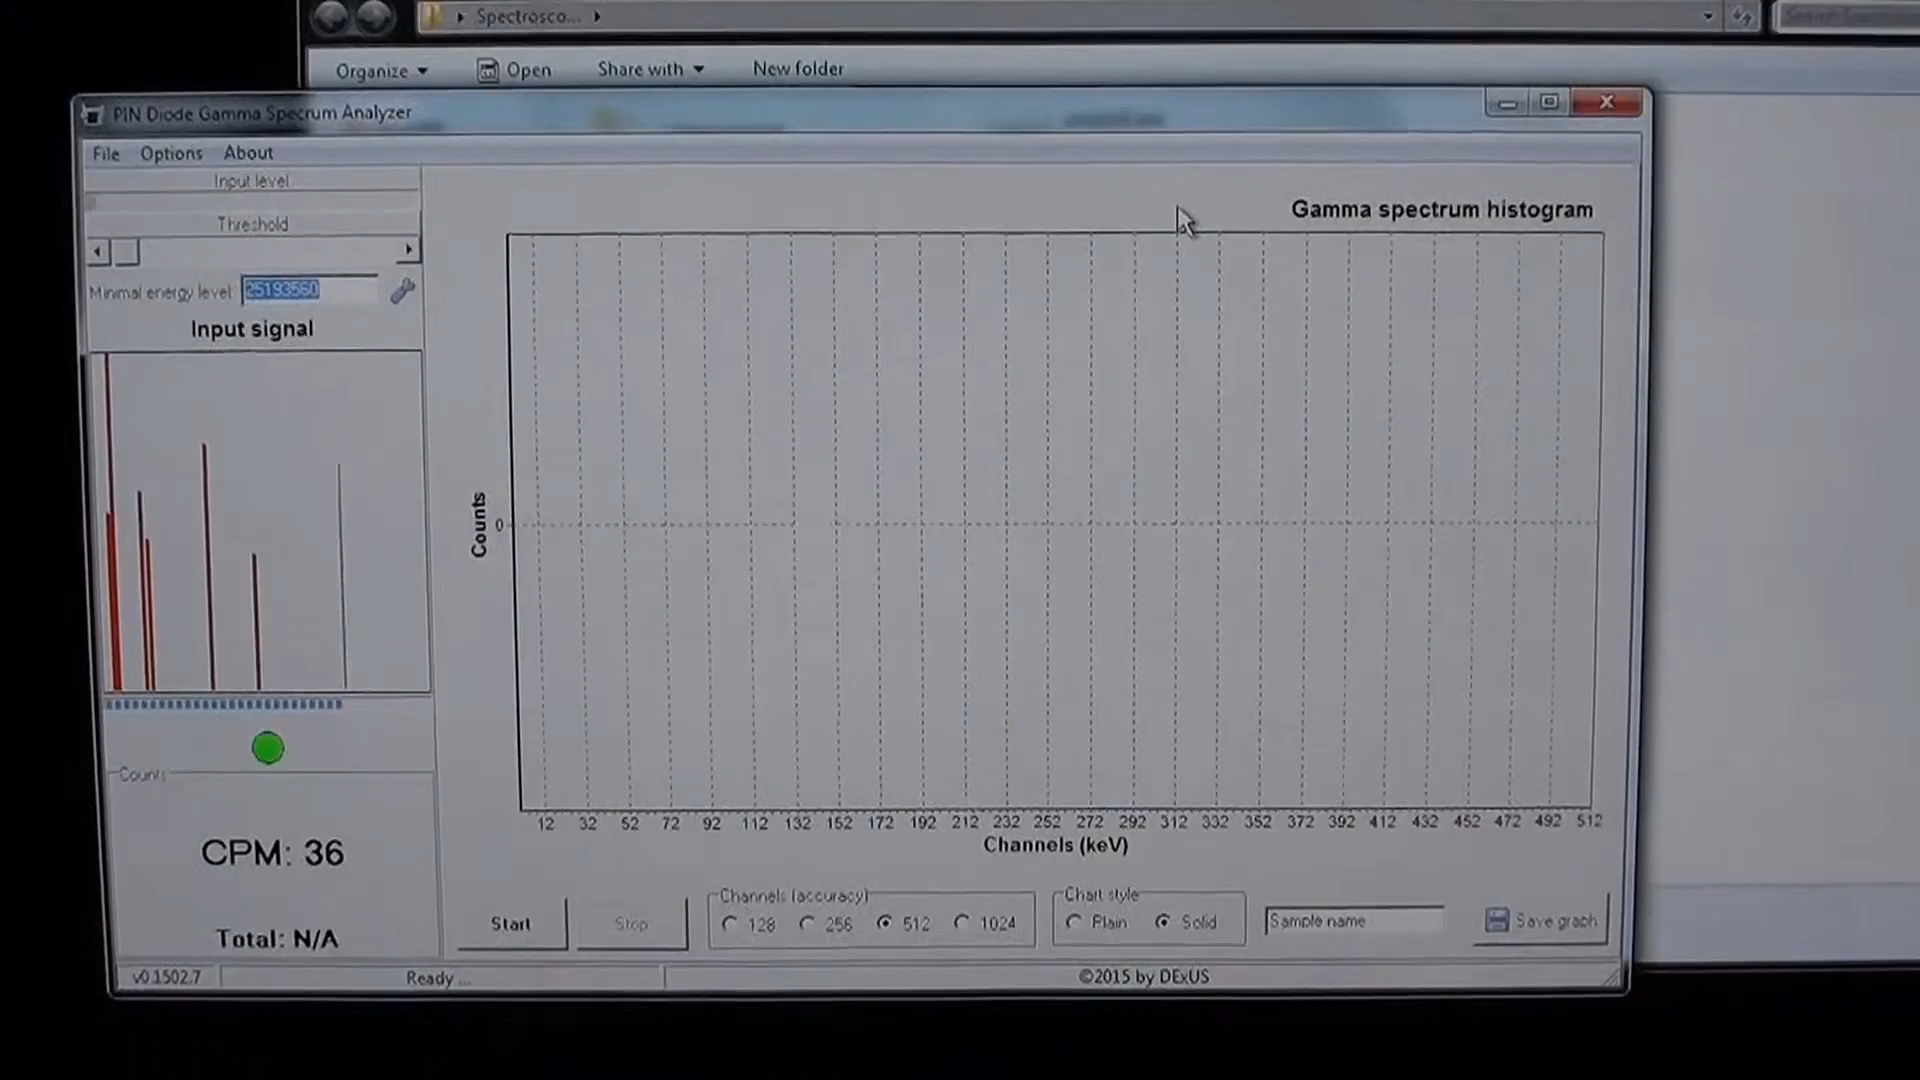 Spectrosco...
Organize
Open
Share with
New folder
PIN Diode Gamma Specrum Analyzer
File Options About
Input level
Threshold
Minimal energy level: 25193560
Input signal
Gamma spectrum histogram
Counts
0
12 32 52 72 92 112 132 152 172 192 212 232 252 272 292 312 332 352 372 392 412 432 452 472 492 512
Channels (keV)
Counts
CPM: 36
Total: N/A
Start
Stop
Channels (accuracy)
128 256 512 1024
Chart style
Plain Solid
Sample name
Save graph
v0.1502.7
Ready ...
©2015 by DExUS